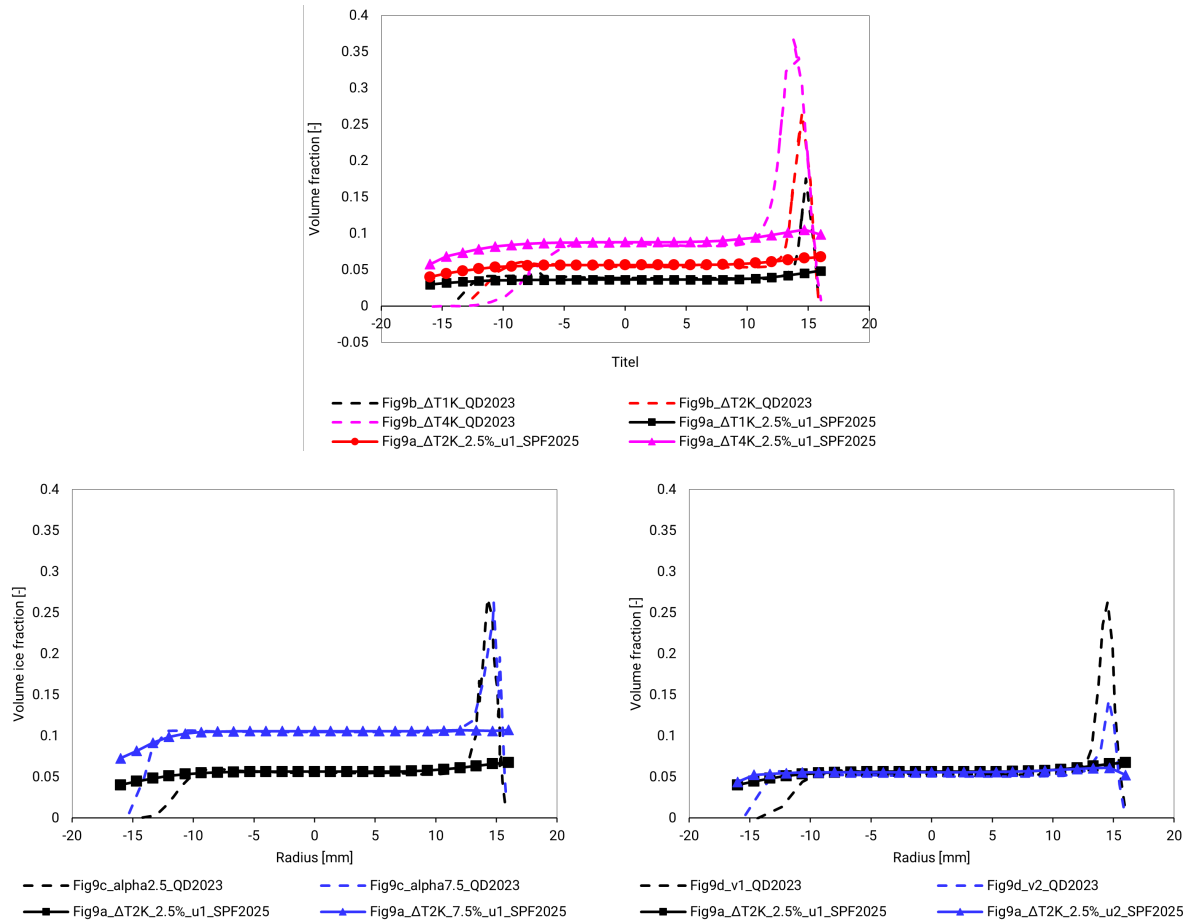 0.4
0.35
0.3
0.25
0.2
0.15
0.1
0.05
0
-0.05
-20 -15 -10 -5 0 5 10 15 20
Volume fraction [-]
Titel
Fig9b_ΔT1K_QD2023 Fig9b_ΔT2K_QD2023
Fig9b_ΔT4K_QD2023 Fig9a_ΔT1K_2.5%_u1_SPF2025
Fig9a_ΔT2K_2.5%_u1_SPF2025 Fig9a_ΔT4K_2.5%_u1_SPF2025
0.4
0.35
0.3
0.25
0.2
0.15
0.1
0.05
0
-20 -15 -10 -5 0 5 10 15 20
Volume ice fraction [-]
Radius [mm]
Fig9c_alpha2.5_QD2023 Fig9c_alpha7.5_QD2023
Fig9a_ΔT2K_2.5%_u1_SPF2025 Fig9a_ΔT2K_7.5%_u1_SPF2025
0.4
0.35
0.3
0.25
0.2
0.15
0.1
0.05
0
-20 -15 -10 -5 0 5 10 15 20
Volume fraction [-]
Radius [mm]
Fig9d_v1_QD2023 Fig9d_v2_QD2023
Fig9a_ΔT2K_2.5%_u1_SPF2025 Fig9a_ΔT2K_2.5%_u2_SPF2025